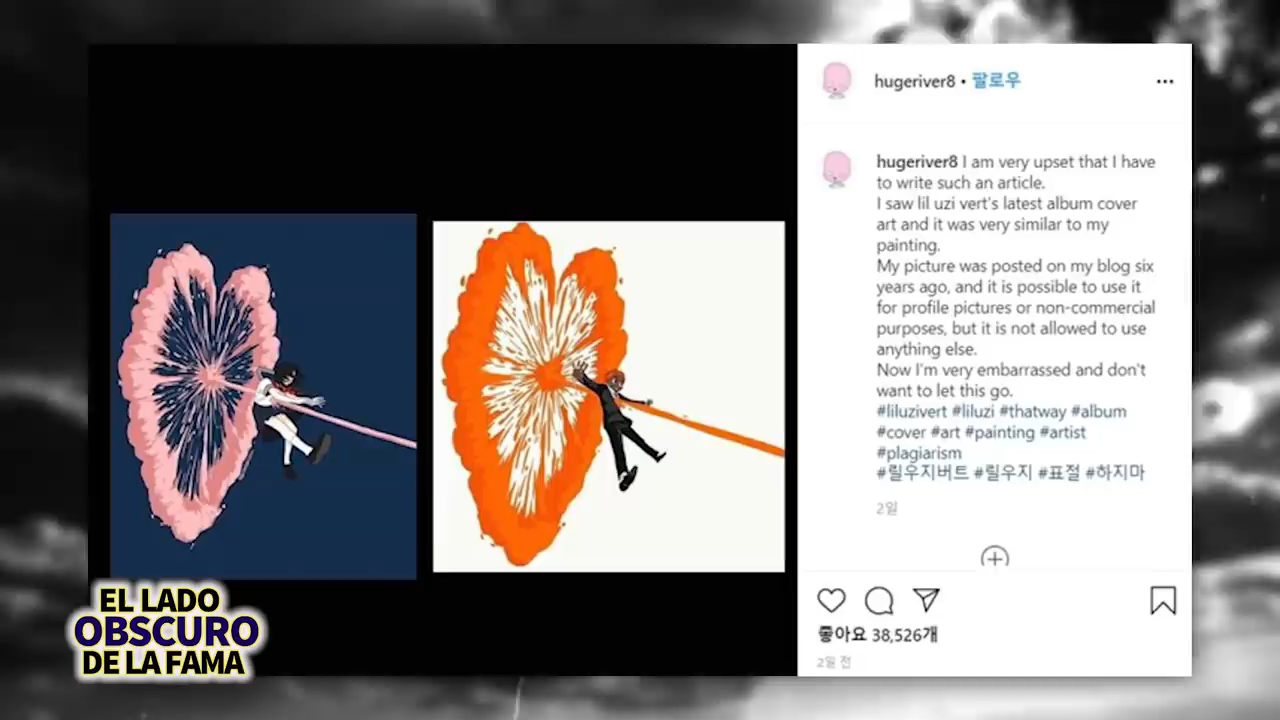 hugeriver8 • 팔로우
hugeriver8 I am very upset that I have
to write such an article.
I saw lil uzi vert's latest album cover
art and it was very similar to my
painting.
My picture was posted on my blog six
years ago, and it is possible to use it
for profile pictures or non-commercial
purposes, but it is not allowed to use
anything else.
Now I'm very embarrassed and don't
want to let this go.
#liluzivert #liluzi #thatway #album
#cover #art #painting #artist
#plagiarism
#릴우지버트 #릴우지 #표절 #하지마
2일
좋아요 38,526개
2일 전
EL LADO
OBSCURO
DE LA FAMA